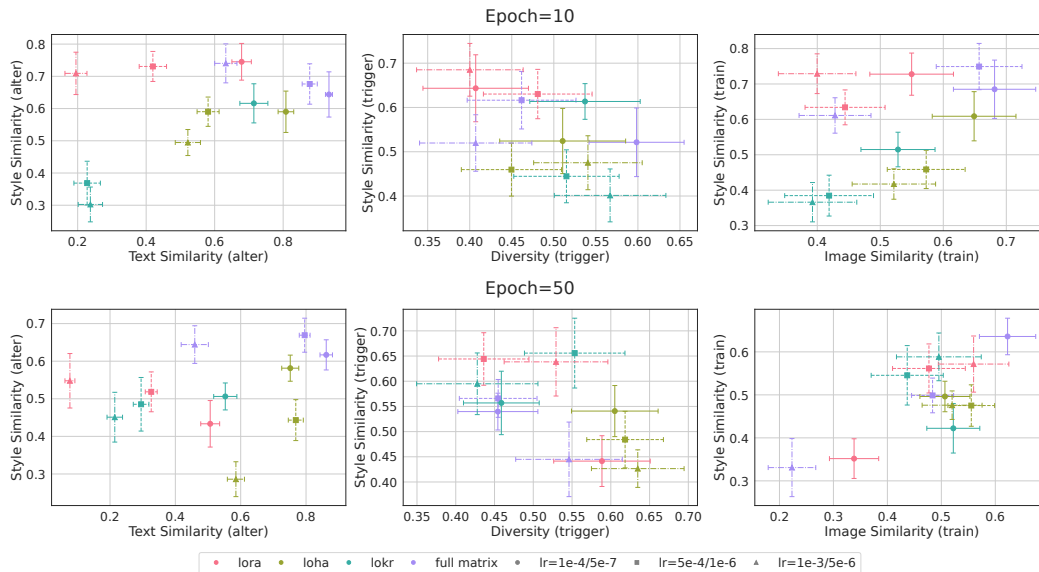 Epoch=10
Style Similarity (alter)
0.8
0.7
0.6
0.5
0.4
0.3
0.2 0.4 0.6 0.8
Text Similarity (alter)
Style Similarity (trigger)
0.7
0.6
0.5
0.4
0.35 0.40 0.45 0.50 0.55 0.60 0.65
Diversity (trigger)
Style Similarity (train)
0.8
0.7
0.6
0.5
0.4
0.3
0.4 0.5 0.6 0.7
Image Similarity (train)
Epoch=50
Style Similarity (alter)
0.7
0.6
0.5
0.4
0.3
0.2 0.4 0.6 0.8
Text Similarity (alter)
Style Similarity (trigger)
0.70
0.65
0.60
0.55
0.50
0.45
0.40
0.35 0.40 0.45 0.50 0.55 0.60 0.65 0.70
Diversity (trigger)
Style Similarity (train)
0.6
0.5
0.4
0.3
0.2 0.3 0.4 0.5 0.6
Image Similarity (train)
lora loha lokr full matrix lr=1e-4/5e-7 lr=5e-4/1e-6 lr=1e-3/5e-6